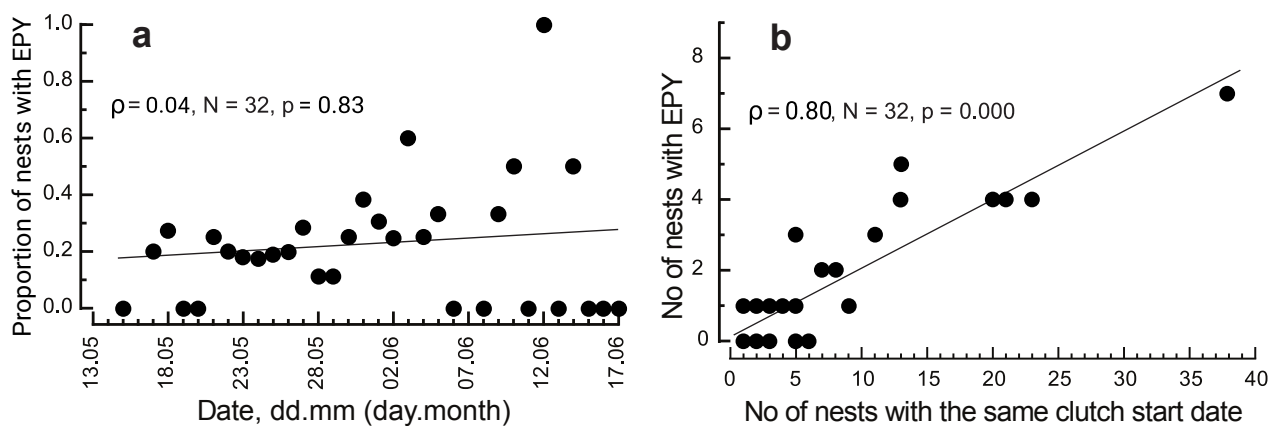 a
Proportion of nests with EPY
1.0
0.8
0.6
0.4
0.2
0.0
ρ = 0.04, N = 32, p = 0.83
13.05
18.05
23.05
28.05
02.06
07.06
12.06
17.06
Date, dd.mm (day.month)
b
No of nests with EPY
8
6
4
2
0
ρ = 0.80, N = 32, p = 0.000
0 5 10 15 20 25 30 35 40
No of nests with the same clutch start date